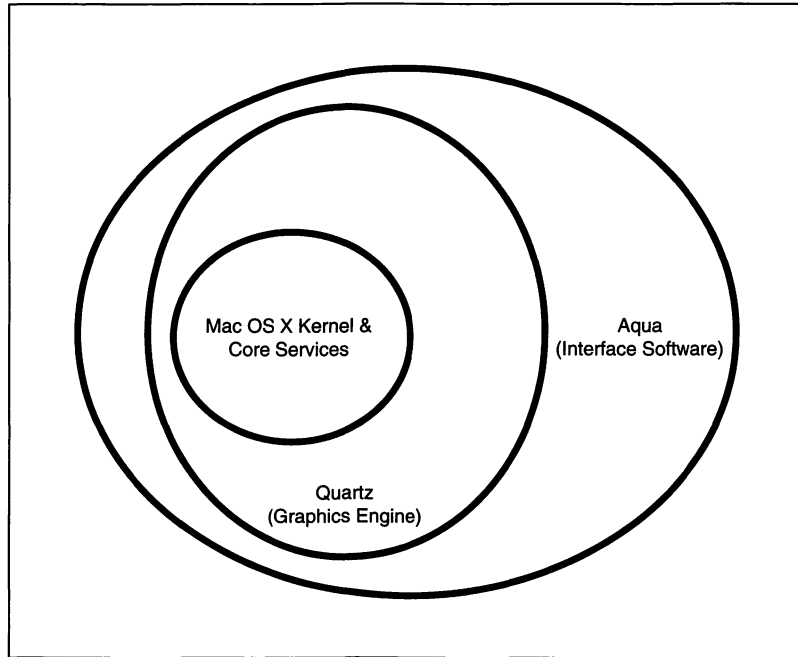 Mac OS X Kernel &
Core Services
Aqua
(Interface Software)
Quartz
(Graphics Engine)